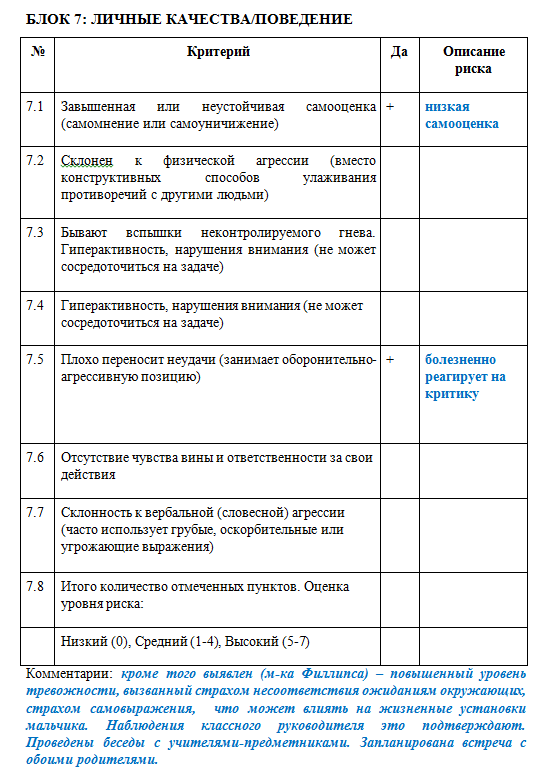 БЛОК 7: ЛИЧНЫЕ КАЧЕСТВА/ПОВЕДЕНИЕ
№ Критерий Да Описание
риска
7.1 Завышенная или неустойчивая самооценка + низкая
(самомнение или самоуничижение) самооценка
7.2 Склонен к физической агрессии (вместо
конструктивных способов улаживания
противоречий с другими людьми)
7.3 Бывают вспышки неконтролируемого гнева.
Гиперактивность, нарушения внимания (не может
сосредоточиться на задаче)
7.4 Гиперактивность, нарушения внимания (не может
сосредоточиться на задаче)
7.5 Плохо переносит неудачи (занимает оборонительно- + болезненно
агрессивную позицию) реагирует на
критику
7.6 Отсутствие чувства вины и ответственности за свои
действия
7.7 Склонность к вербальной (словесной) агрессии
(часто использует грубые, оскорбительные или
угрожающие выражения)
7.8 Итого количество отмеченных пунктов. Оценка
уровня риска:
Низкий (0), Средний (1-4), Высокий (5-7)
Комментарии: кроме того выявлен (м-ка Филлипса) – повышенный уровень
тревожности, вызванный страхом несоответствия ожиданиям окружающих,
страхом самовыражения, что может влиять на жизненные установки
мальчика. Наблюдения классного руководителя это подтверждают.
Проведены беседы с учителями-предметниками. Запланирована встреча с
обоими родителями.